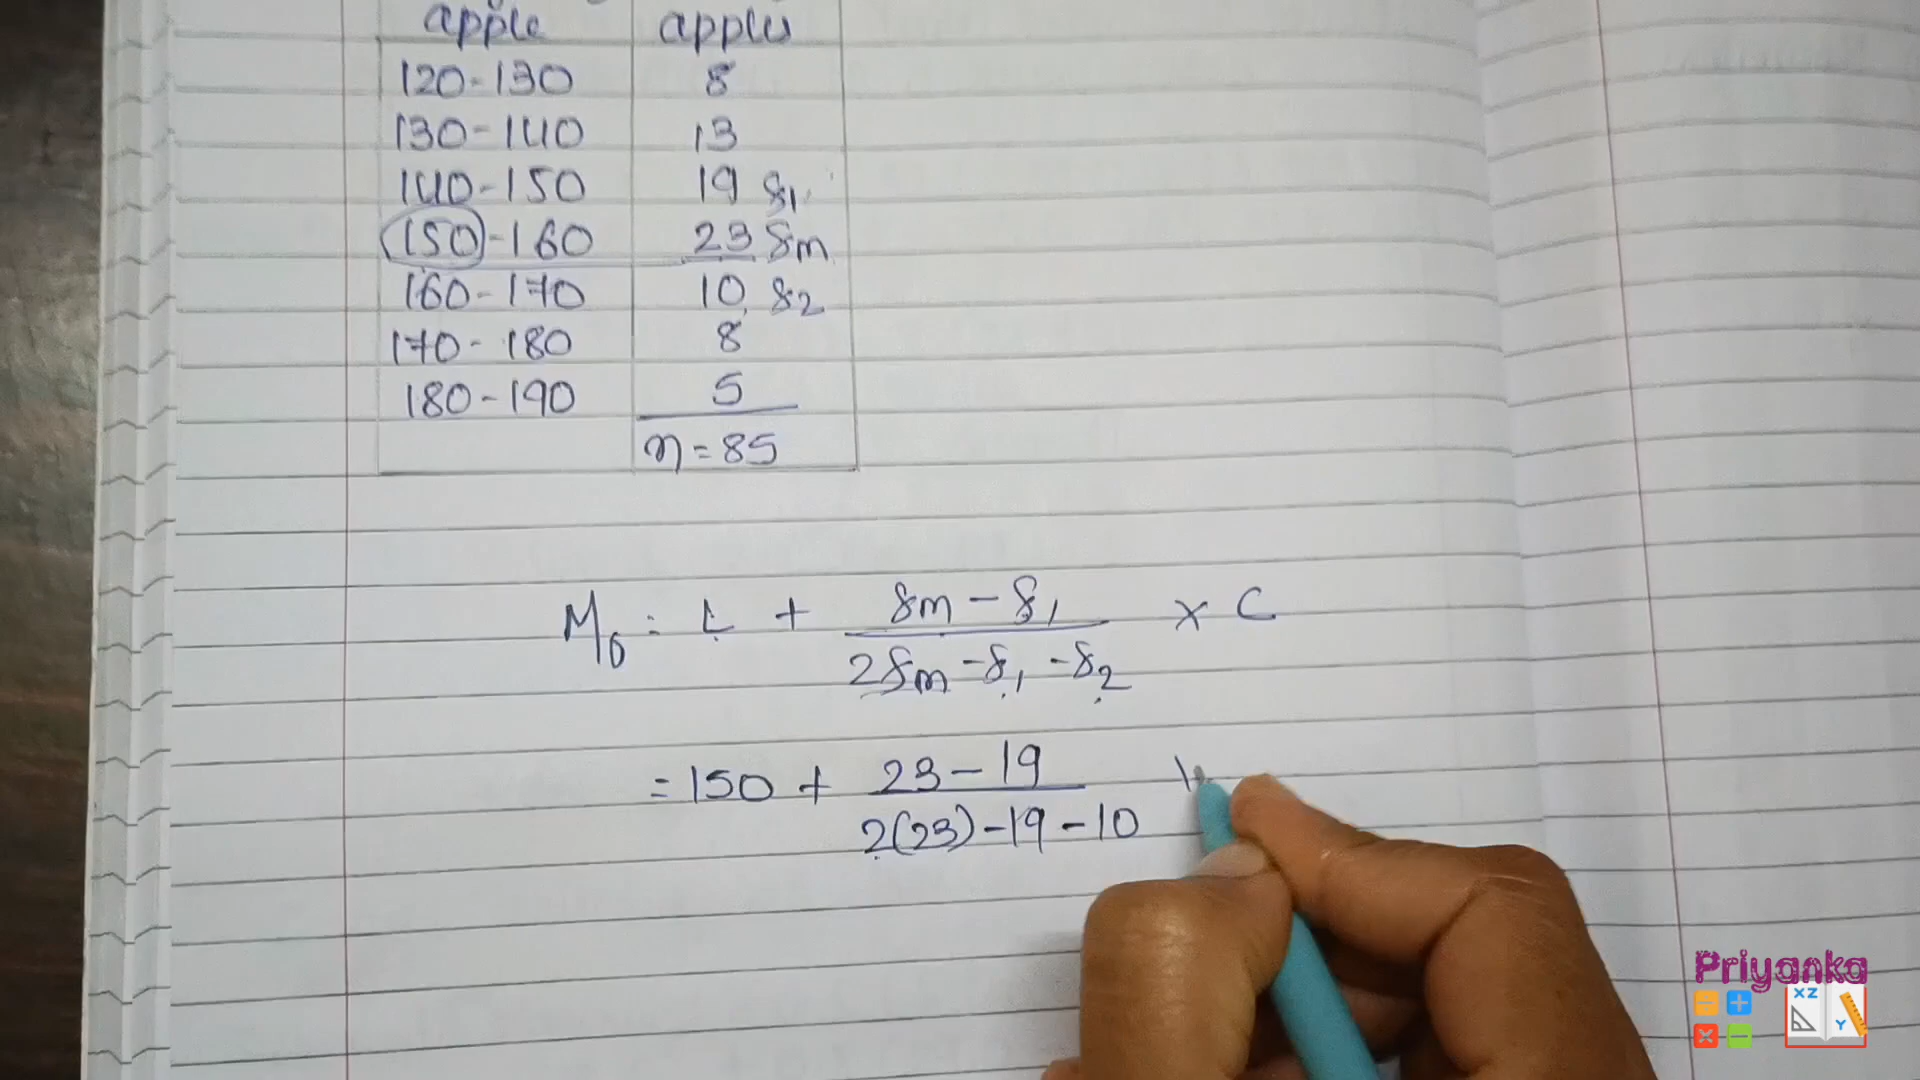 apple apples
120-130 8
130-140 13
140-150 19 f1
150-160 23 fm
160-170 10 f2
170-180 8
180-190 5
n=85
Mo = L + fm - f1 / 2fm - f1 - f2 × C
= 150 + 23 - 19 / 2(23) - 19 - 10
Priyanka
XZ
Y